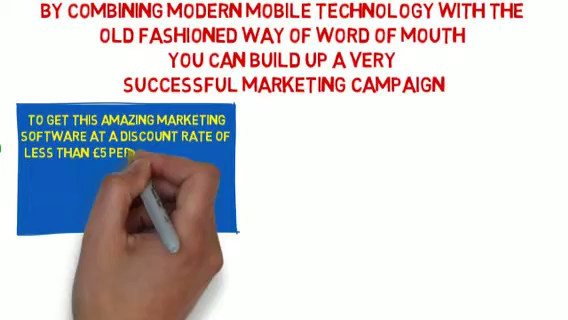 BY COMBINING MODERN MOBILE TECHNOLOGY WITH THE
OLD FASHIONED WAY OF WORD OF MOUTH
YOU CAN BUILD UP A VERY
SUCCESSFUL MARKETING CAMPAIGN
TO GET THIS AMAZING MARKETING
SOFTWARE AT A DISCOUNT RATE OF
LESS THAN £5 PER